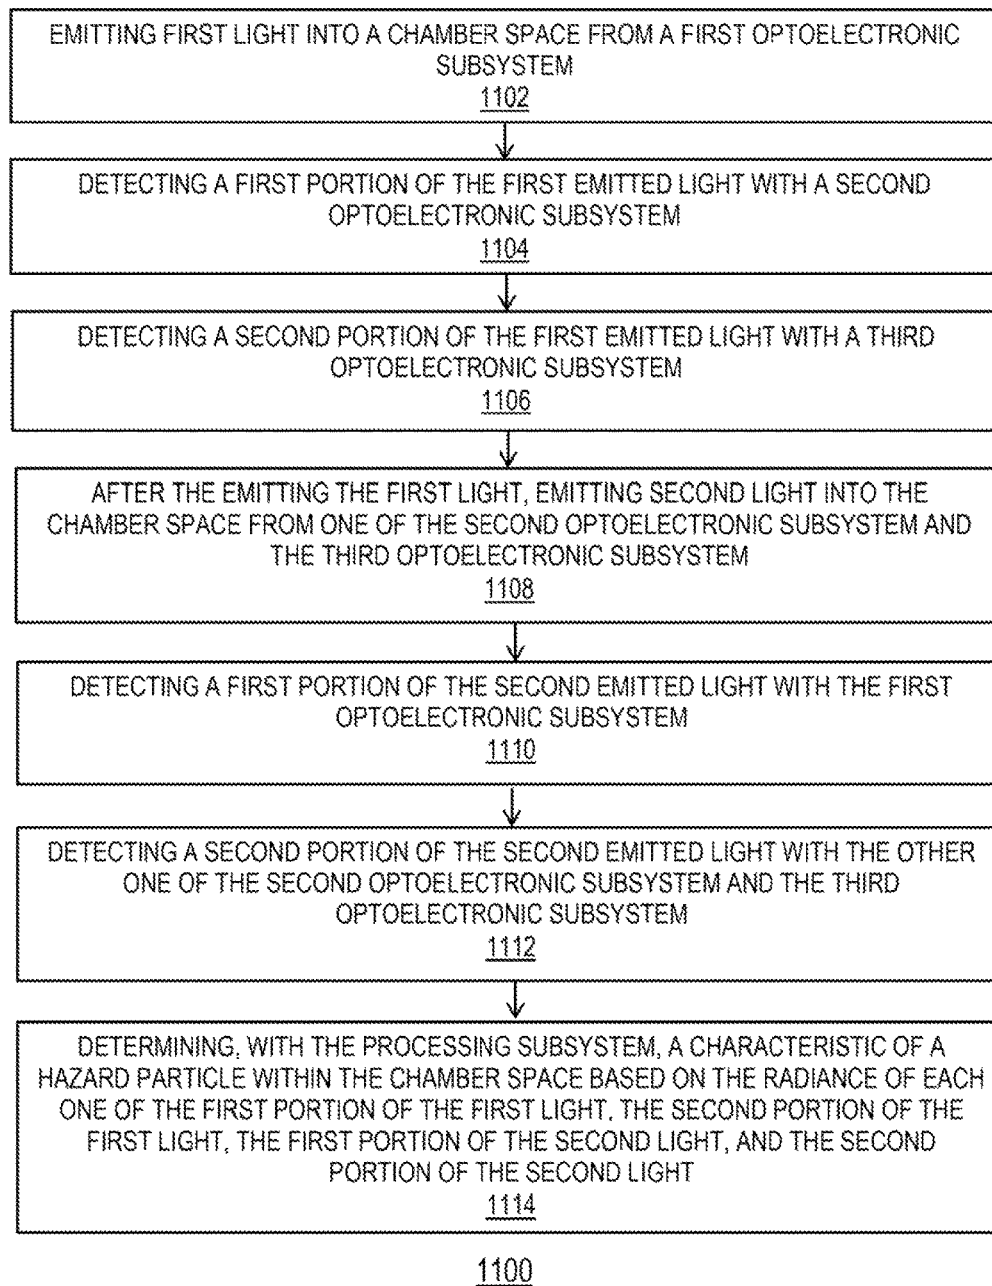 EMITTING FIRST LIGHT INTO A CHAMBER SPACE FROM A FIRST OPTOELECTRONIC
SUBSYSTEM
1102
DETECTING A FIRST PORTION OF THE FIRST EMITTED LIGHT WITH A SECOND
OPTOELECTRONIC SUBSYSTEM
1104
DETECTING A SECOND PORTION OF THE FIRST EMITTED LIGHT WITH A THIRD
OPTOELECTRONIC SUBSYSTEM
1106
AFTER THE EMITTING THE FIRST LIGHT, EMITTING SECOND LIGHT INTO THE
CHAMBER SPACE FROM ONE OF THE SECOND OPTOELECTRONIC SUBSYSTEM AND
THE THIRD OPTOELECTRONIC SUBSYSTEM
1108
DETECTING A FIRST PORTION OF THE SECOND EMITTED LIGHT WITH THE FIRST
OPTOELECTRONIC SUBSYSTEM
1110
DETECTING A SECOND PORTION OF THE SECOND EMITTED LIGHT WITH THE OTHER
ONE OF THE SECOND OPTOELECTRONIC SUBSYSTEM AND THE THIRD
OPTOELECTRONIC SUBSYSTEM
1112
DETERMINING, WITH THE PROCESSING SUBSYSTEM, A CHARACTERISTIC OF A
HAZARD PARTICLE WITHIN THE CHAMBER SPACE BASED ON THE RADIANCE OF EACH
ONE OF THE FIRST PORTION OF THE FIRST LIGHT, THE SECOND PORTION OF THE
FIRST LIGHT, THE FIRST PORTION OF THE SECOND LIGHT, AND THE SECOND
PORTION OF THE SECOND LIGHT
1114
1100